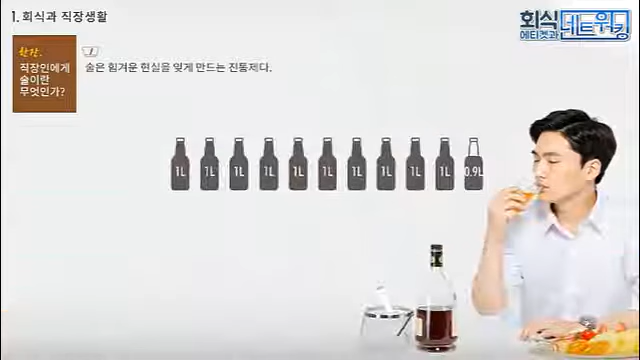 1. 회식과 직장생활
회식
에티켓과
네트워킹
한잔.
직장인에게
술이란
무엇인가?
1
술은 힘겨운 현실을 잊게 만드는 진통제다.
1L 1L 1L 1L 1L 1L 1L 1L 1L 1L 0.9L